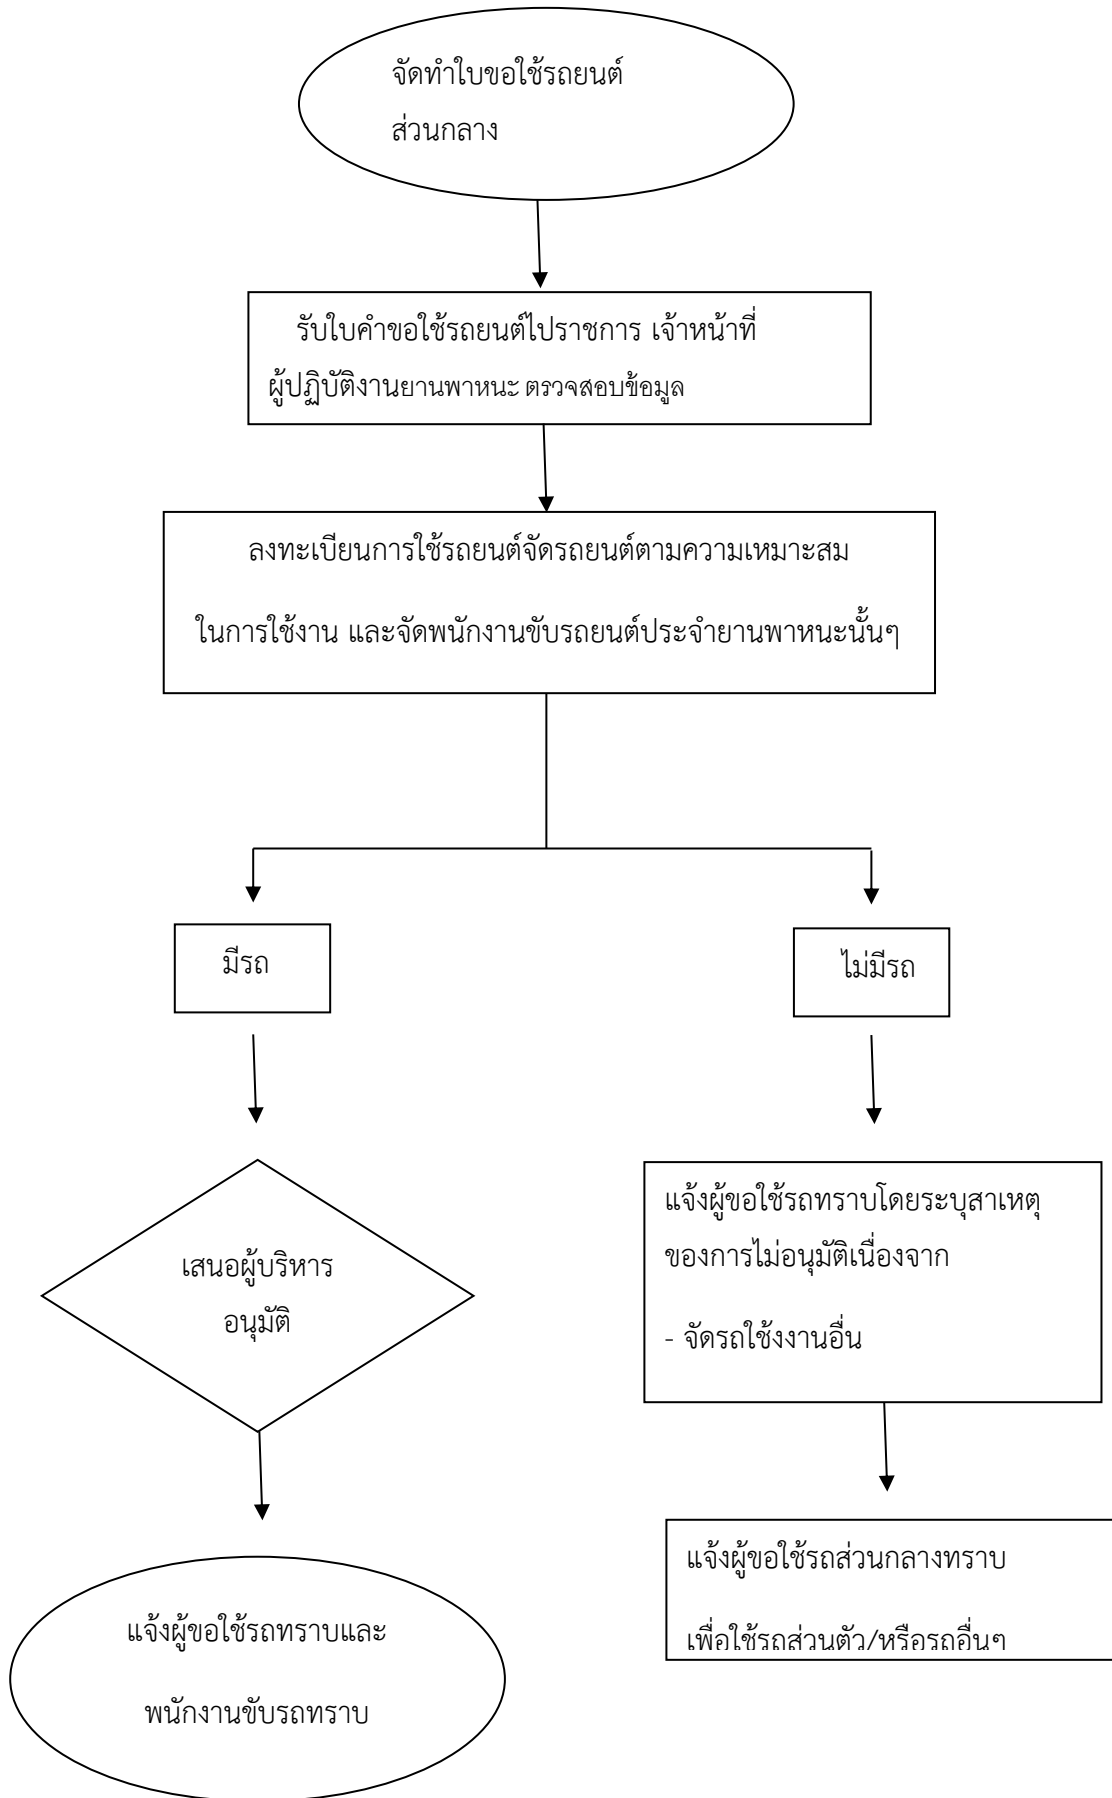 จัดทำใบขอใช้รถยนต์
ส่วนกลาง
รับใบคำขอใช้รถยนต์ไปราชการ เจ้าหน้าที่
ผู้ปฏิบัติงานยานพาหนะ ตรวจสอบข้อมูล
ลงทะเบียนการใช้รถยนต์จัดรถยนต์ตามความเหมาะสม
ในการใช้งาน และจัดพนักงานขับรถยนต์ประจำยานพาหนะนั้นๆ
มีรถ
ไม่มีรถ
เสนอผู้บริหาร
อนุมัติ
แจ้งผู้ขอใช้รถทราบโดยระบุสาเหตุ
ของการไม่อนุมัติเนื่องจาก
- จัดรถใช้งงานอื่น
แจ้งผู้ขอใช้รถทราบและ
พนักงานขับรถทราบ
แจ้งผู้ขอใช้รถส่วนกลางทราบ
เพื่อใช้รถส่วนตัว/หรือรถอื่นๆ